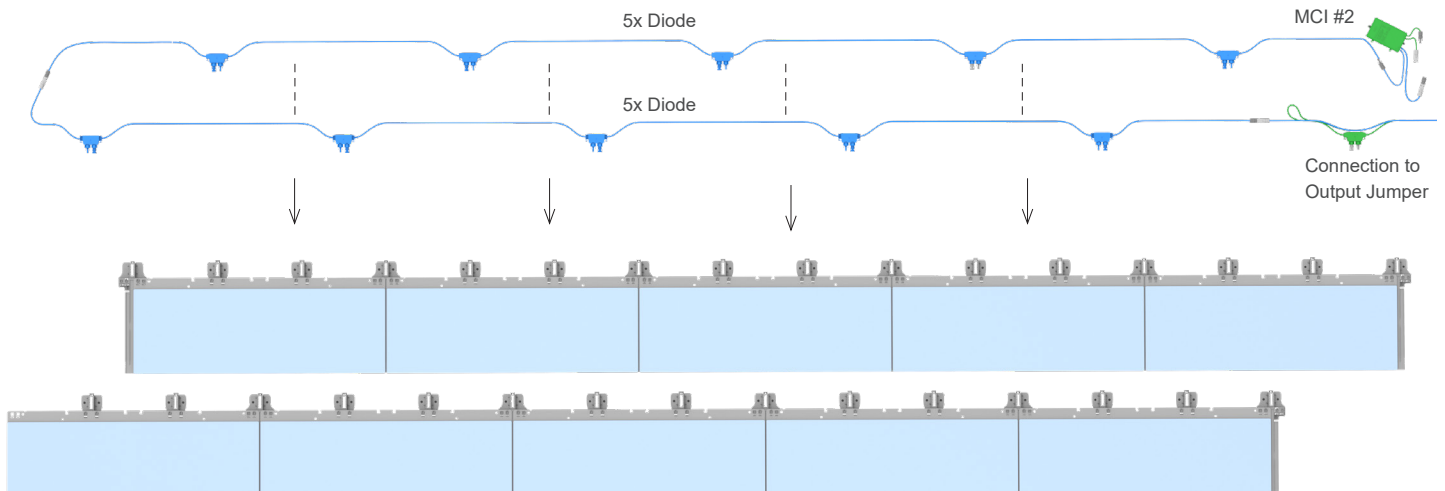 5x Diode
MCI #2
5x Diode
Connection to
Output Jumper